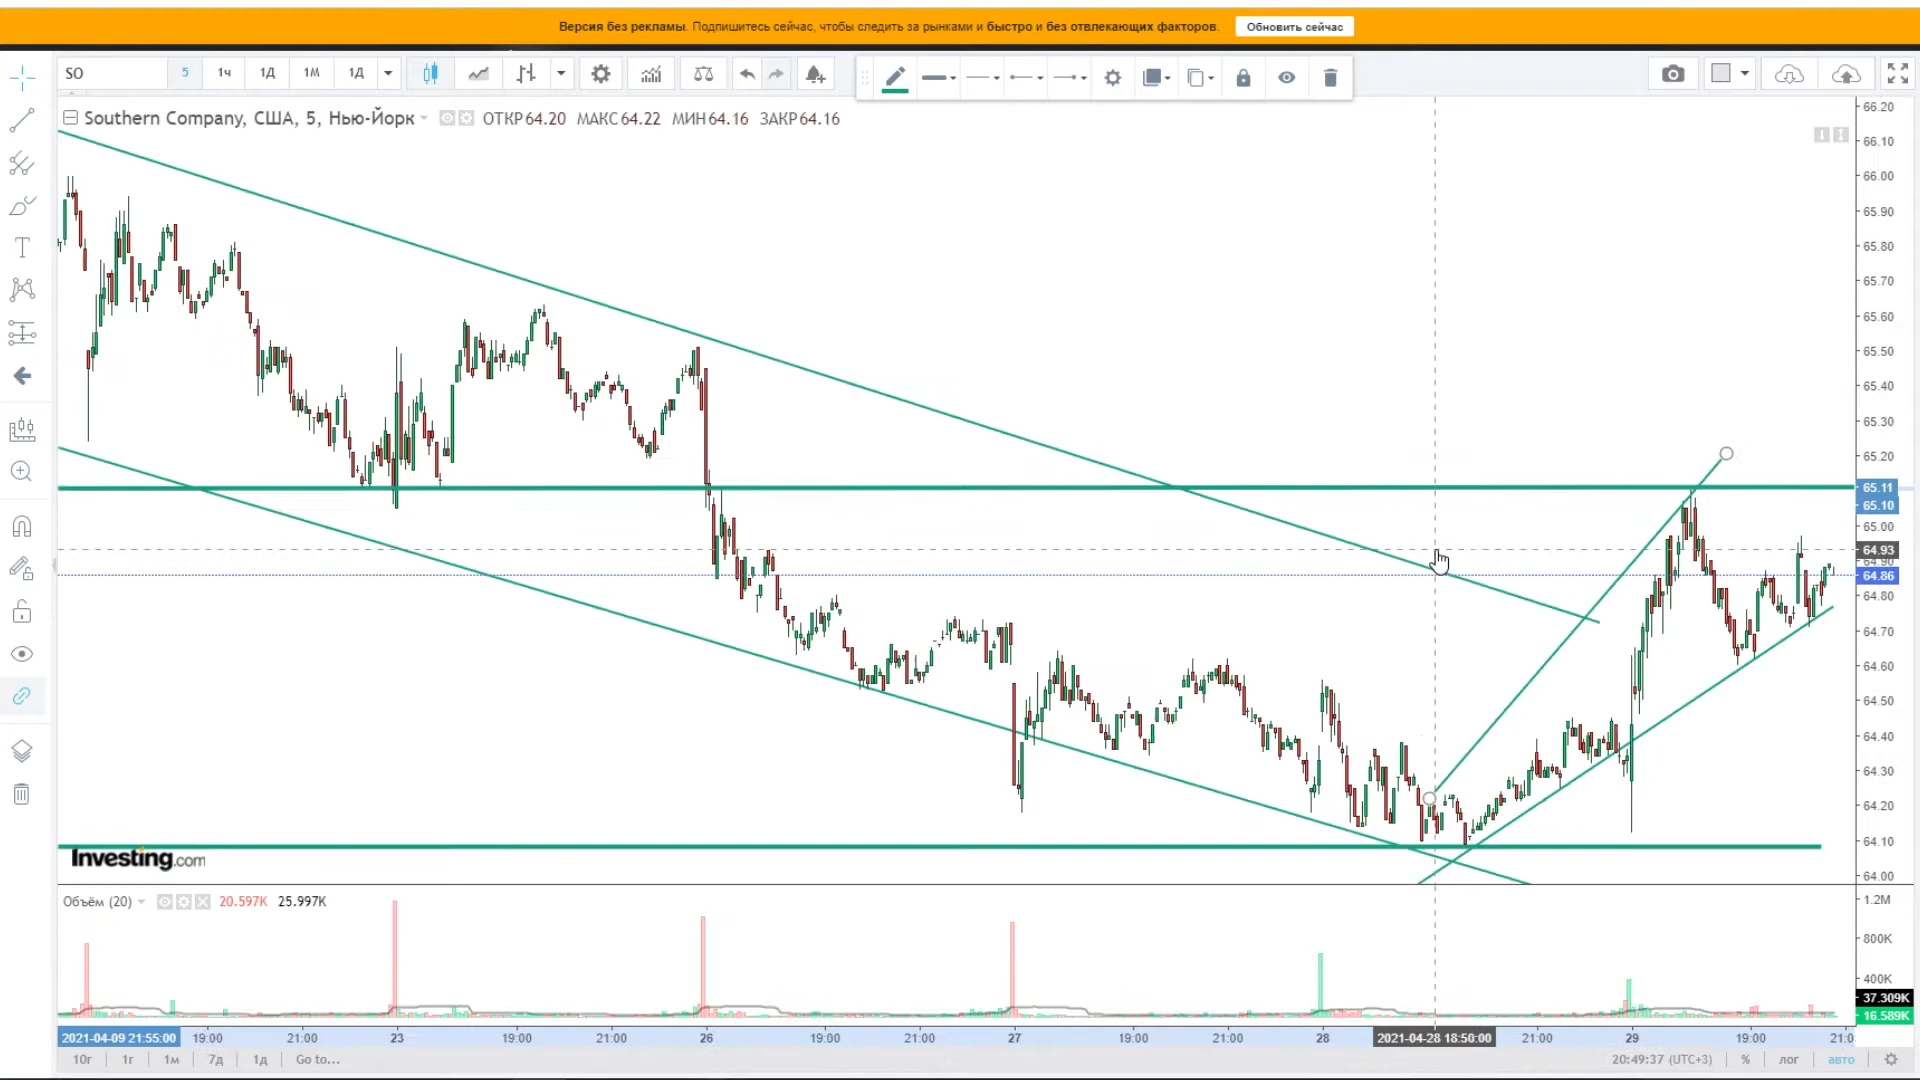 Версия без рекламы. Подпишитесь сейчас, чтобы следить за рынками и быстро и без отвлекающих факторов. Обновить сейчас
SO 5 1ч 1Д 1М 1Д
Southern Company, США, 5, Нью-Йорк ОТКР 64.20 МАКС 64.22 МИН 64.16 ЗАКР 64.16
66.20
66.10
66.00
65.90
65.80
65.70
65.60
65.50
65.40
65.30
65.20
65.11
65.10
65.00
64.93
64.90
64.86
64.80
64.70
64.60
64.50
64.40
64.30
64.20
64.10
64.00
Investing.com
Объём (20) 20.597K 25.997K
1.2M
800K
400K
37.309K
16.589K
2021-04-09 21:55:00 19:00 21:00 23 19:00 21:00 26 19:00 21:00 27 19:00 21:00 28 2021-04-28 18:50:00 21:00 29 19:00 21:0
10г 1г 1м 7д 1д Go to... 20:49:37 (UTC+3) % лог авто